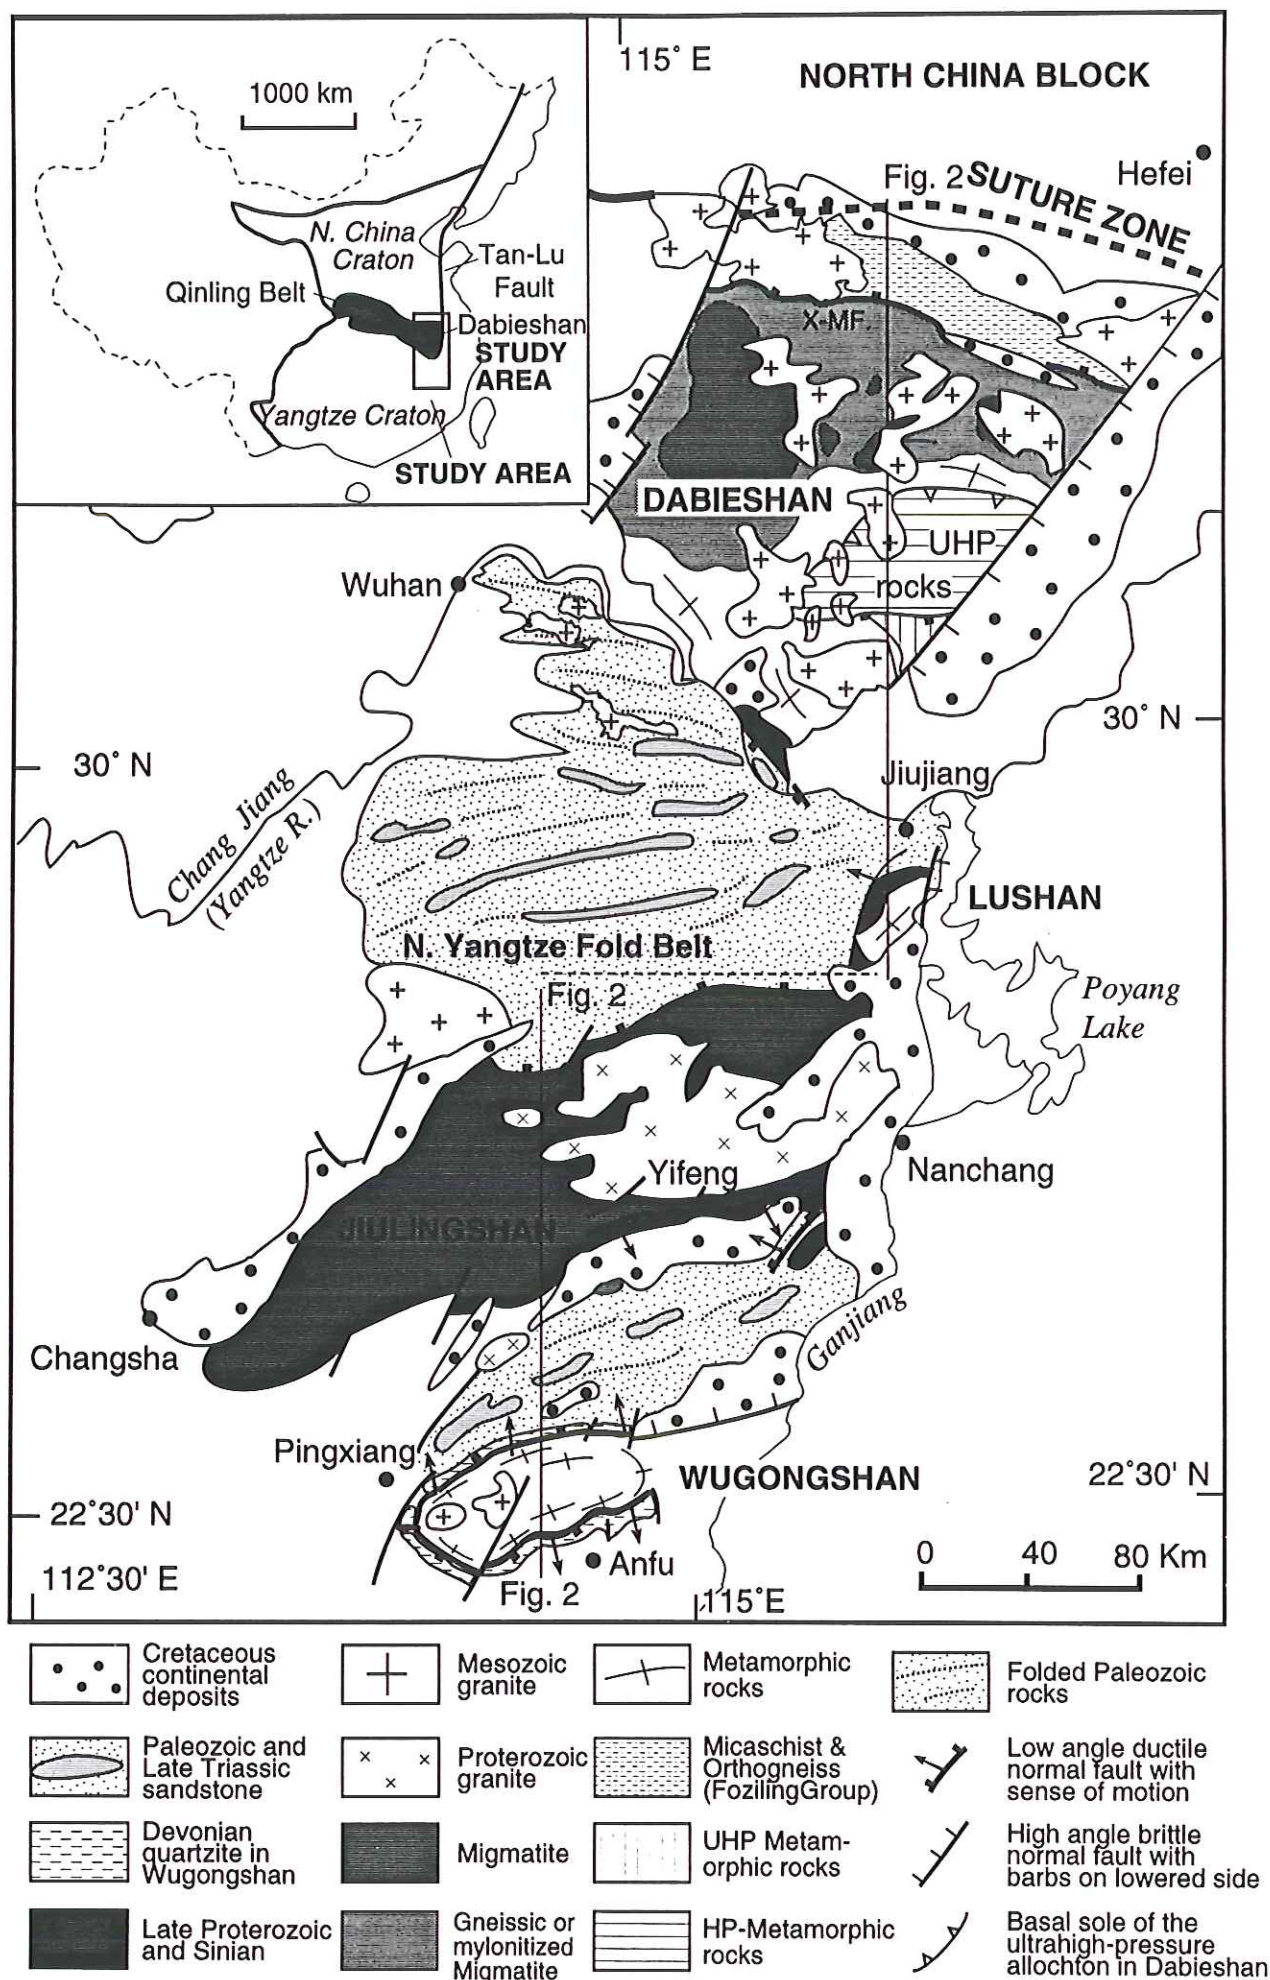 115° E
NORTH CHINA BLOCK
1000 km
Hefei
Fig. 2
SUTURE ZONE
N. China
Craton
Tan-Lu
Fault
Qinling Belt
Dabieshan
STUDY
AREA
Yangtze Craton
STUDY AREA
X-MF.
DABIESHAN
UHP
rocks
Wuhan
30° N
30° N
Chang Jiang
(Yangtze R.)
Jiujiang
LUSHAN
N. Yangtze Fold Belt
Fig. 2
Poyang
Lake
Yifeng
Nanchang
JIULINGSHAN
Changsha
Ganjiang
Pingxiang
WUGONGSHAN
22°30' N
22°30' N
112°30' E
Anfu
Fig. 2
115°E
0 40 80 Km
Cretaceous
continental
deposits
Mesozoic
granite
Metamorphic
rocks
Folded Paleozoic
rocks
Paleozoic and
Late Triassic
sandstone
Proterozoic
granite
Micaschist &
Orthogneiss
(FozilingGroup)
Low angle ductile
normal fault with
sense of motion
Devonian
quartzite in
Wugongshan
Migmatite
UHP Metam-
orphic rocks
High angle brittle
normal fault with
barbs on lowered side
Late Proterozoic
and Sinian
Gneissic or
mylonitized
Migmatite
HP-Metamorphic
rocks
Basal sole of the
ultrahigh-pressure
allochton in Dabieshan